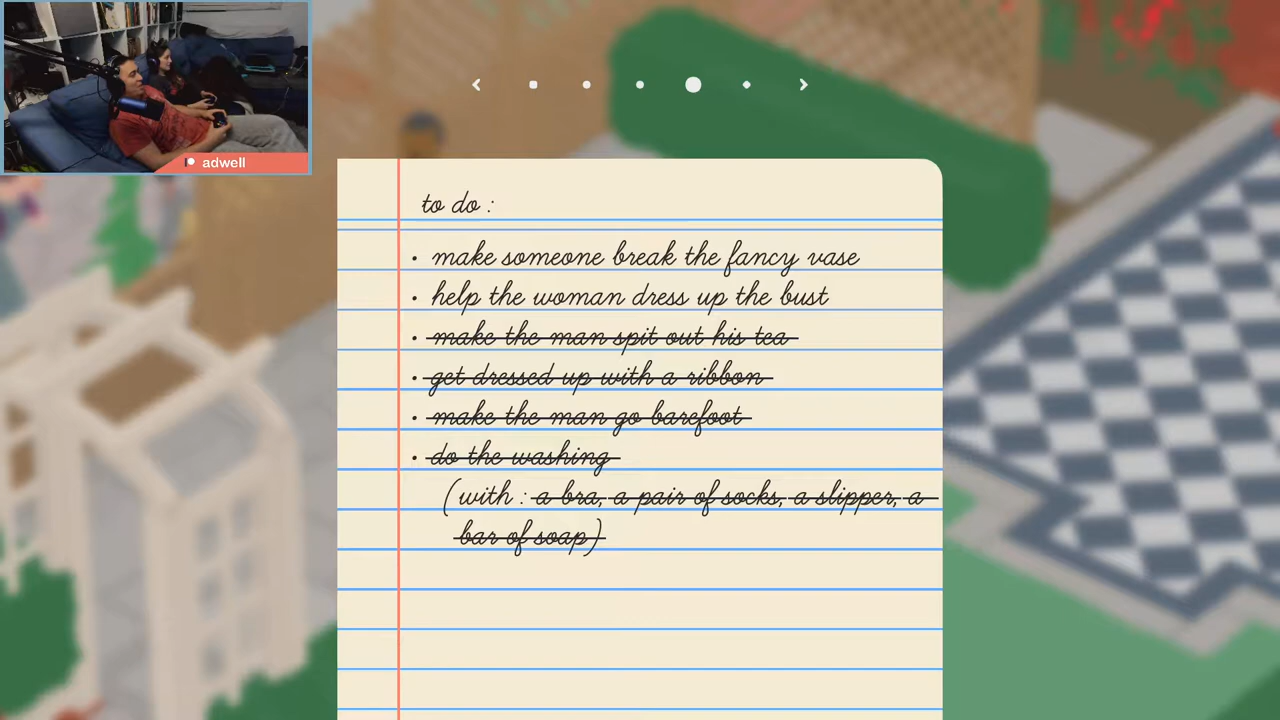 adwell
to do :
• make someone break the fancy vase
• help the woman dress up the bust
• make the man spit out his tea
• get dressed up with a ribbon
• make the man go barefoot
• do the washing
(with : a bra, a pair of socks, a slipper, a
bar of soap)